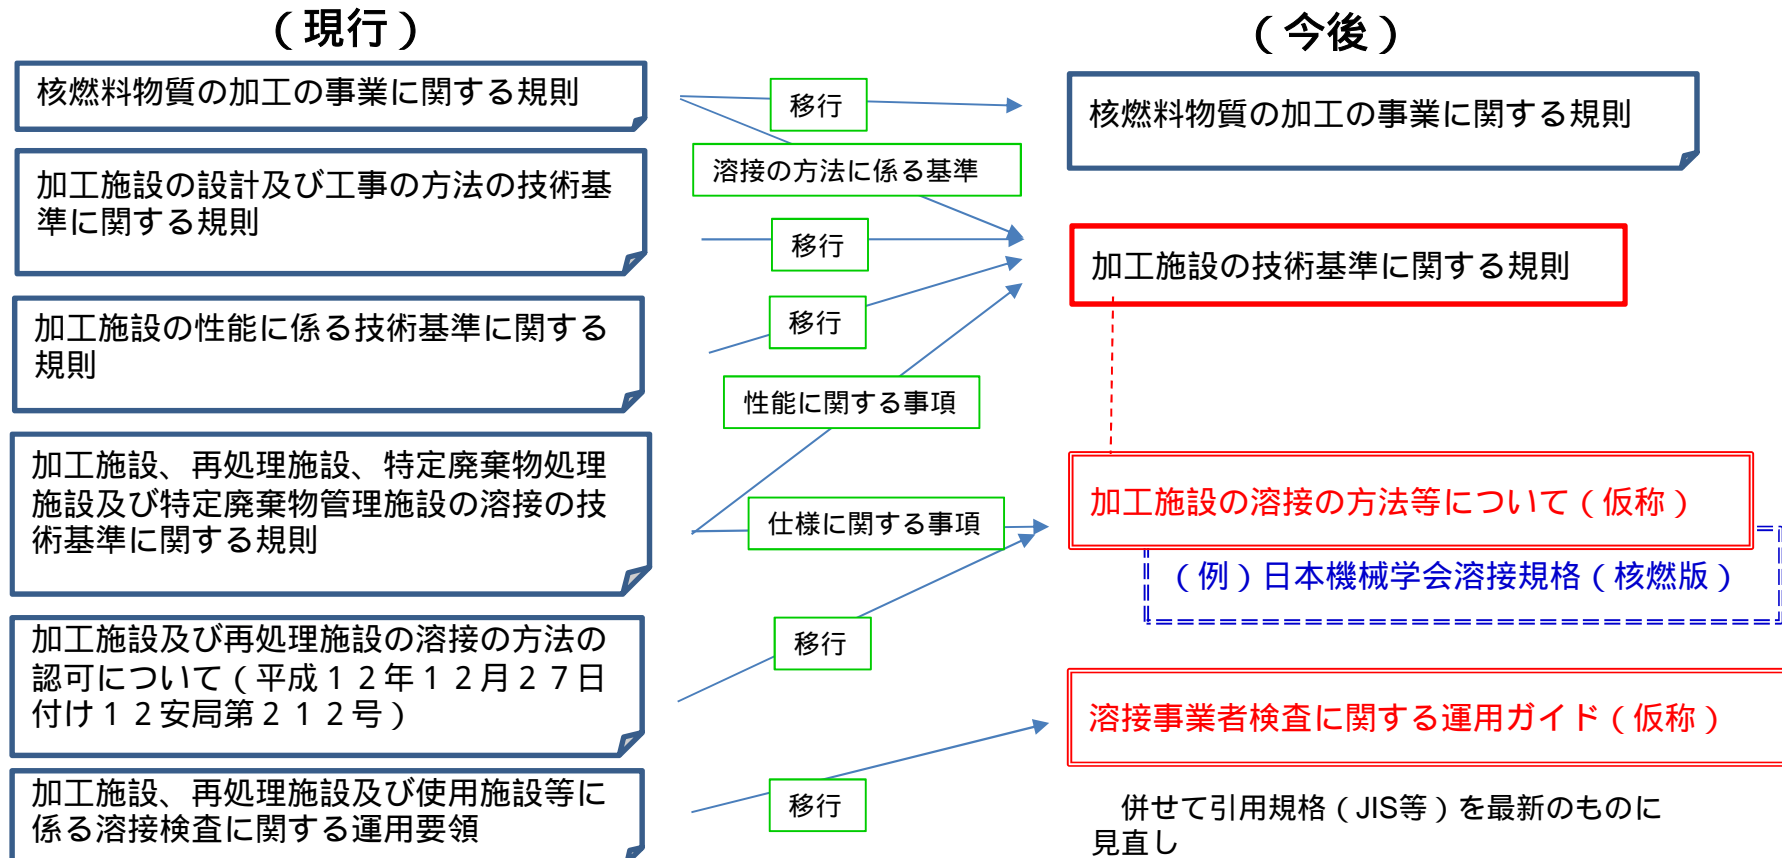 （現行）
核燃料物質の加工の事業に関する規則
加工施設の設計及び工事の方法の技術基
準に関する規則
加工施設の性能に係る技術基準に関する
規則
加工施設、再処理施設、特定廃棄物処理
施設及び特定廃棄物管理施設の溶接の技
術基準に関する規則
加工施設及び再処理施設の溶接の方法の
認可について（平成１２年１２月２７日
付け１２安局第２１２号）
加工施設、再処理施設及び使用施設等に
係る溶接検査に関する運用要領
移行
溶接の方法に係る基準
移行
移行
性能に関する事項
仕様に関する事項
移行
移行
（今後）
核燃料物質の加工の事業に関する規則
加工施設の技術基準に関する規則
加工施設の溶接の方法等について（仮称）
（例）日本機械学会溶接規格（核燃版）
溶接事業者検査に関する運用ガイド（仮称）
併せて引用規格（JIS等）を最新のものに
見直し